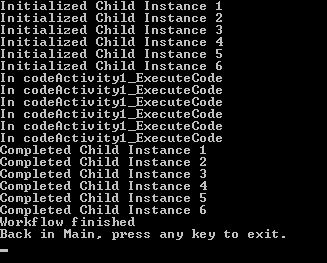 Initialized Child Instance 1
Initialized Child Instance 2
Initialized Child Instance 3
Initialized Child Instance 4
Initialized Child Instance 5
Initialized Child Instance 6
In codeActivity1_ExecuteCode
In codeActivity1_ExecuteCode
In codeActivity1_ExecuteCode
In codeActivity1_ExecuteCode
In codeActivity1_ExecuteCode
In codeActivity1_ExecuteCode
Completed Child Instance 1
Completed Child Instance 2
Completed Child Instance 3
Completed Child Instance 4
Completed Child Instance 5
Completed Child Instance 6
Workflow finished
Back in Main, press any key to exit.